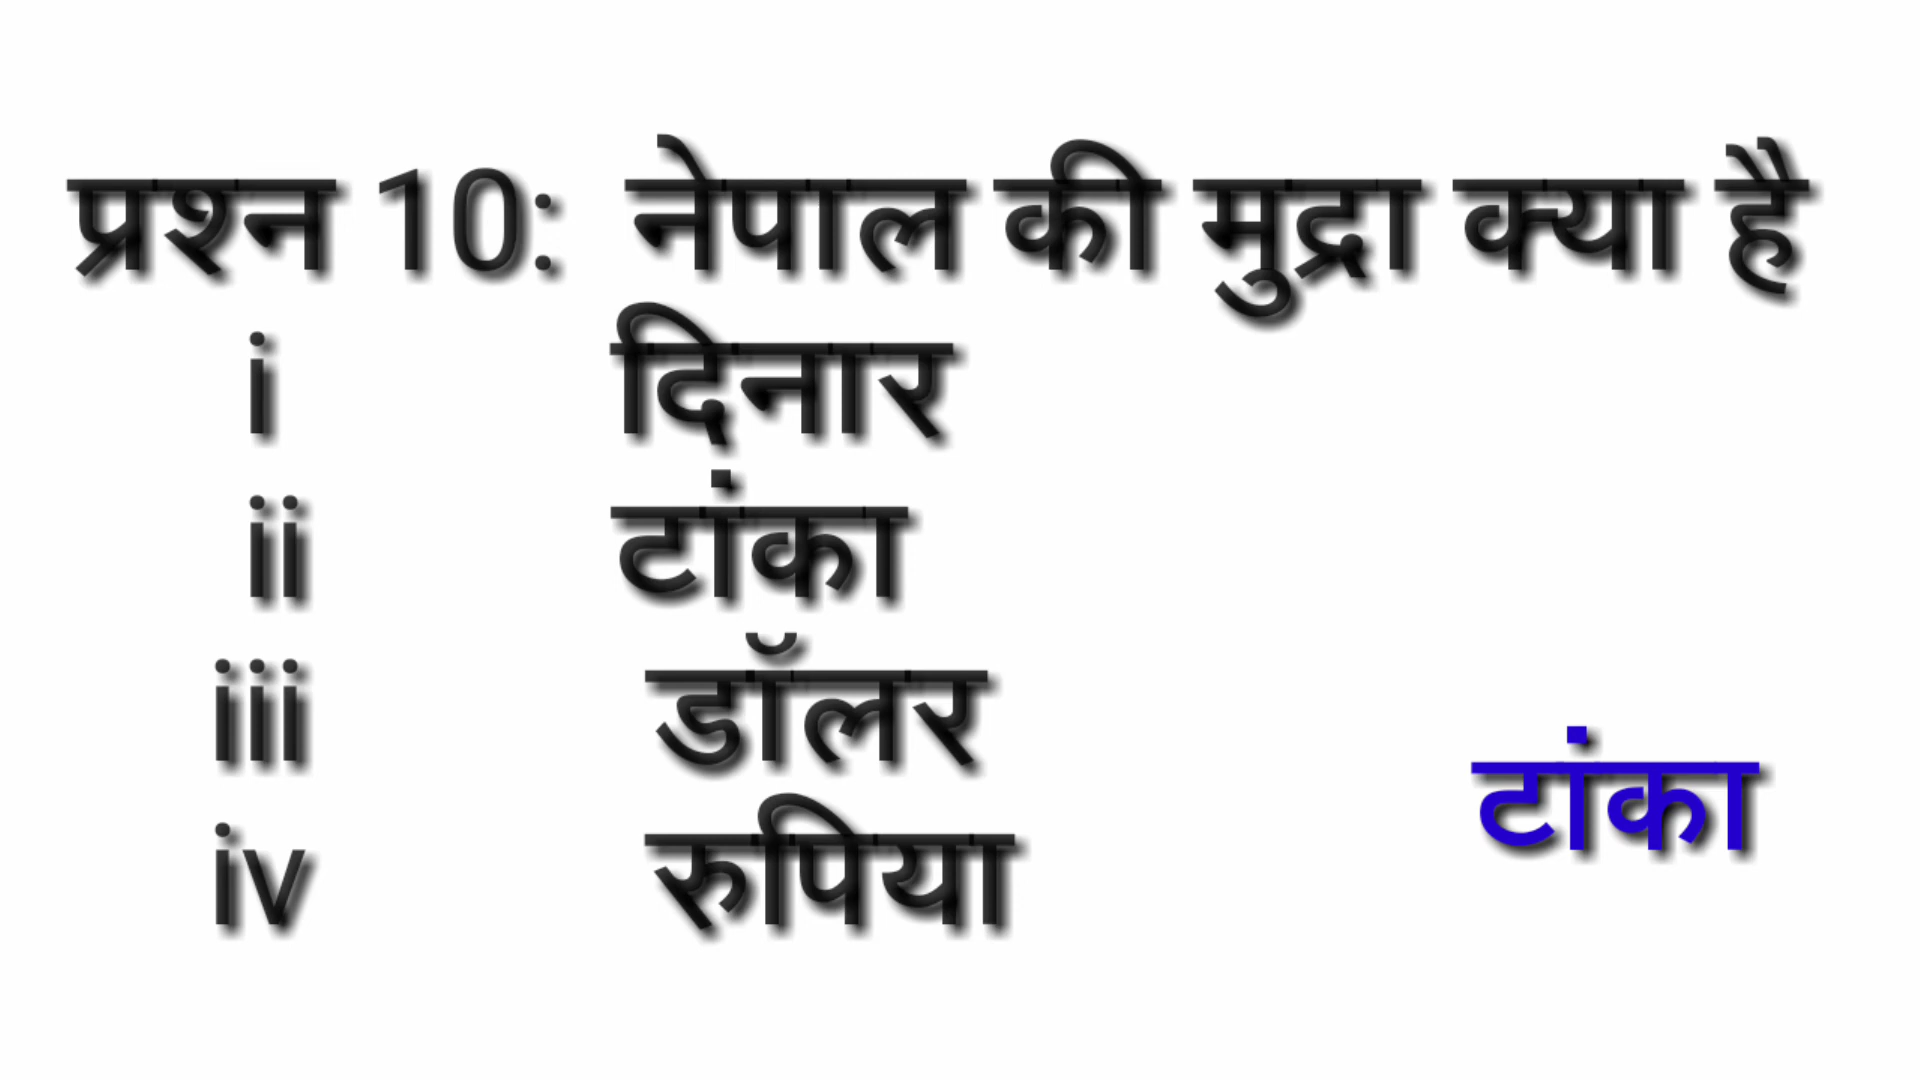 प्रश्न 10: नेपाल की मुद्रा क्या है
i दिनार
ii टांका
iii डॉलर
iv रुपिया
टांका